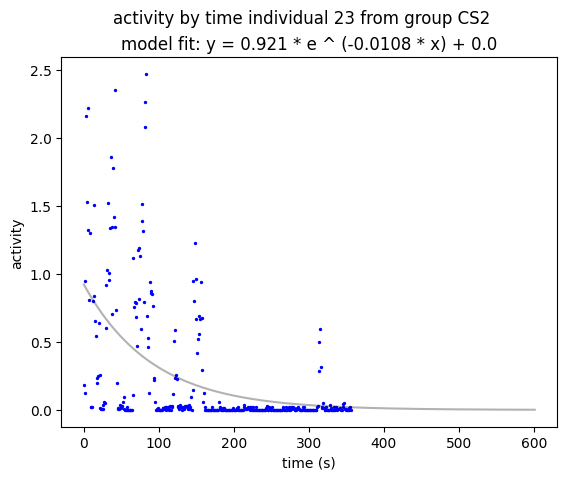 activity by time individual 23 from group CS2
model fit: y = 0.921 * e ^ (-0.0108 * x) + 0.0
2.5
2.0
1.5
1.0
0.5
0.0
activity
0 100 200 300 400 500 600
time (s)